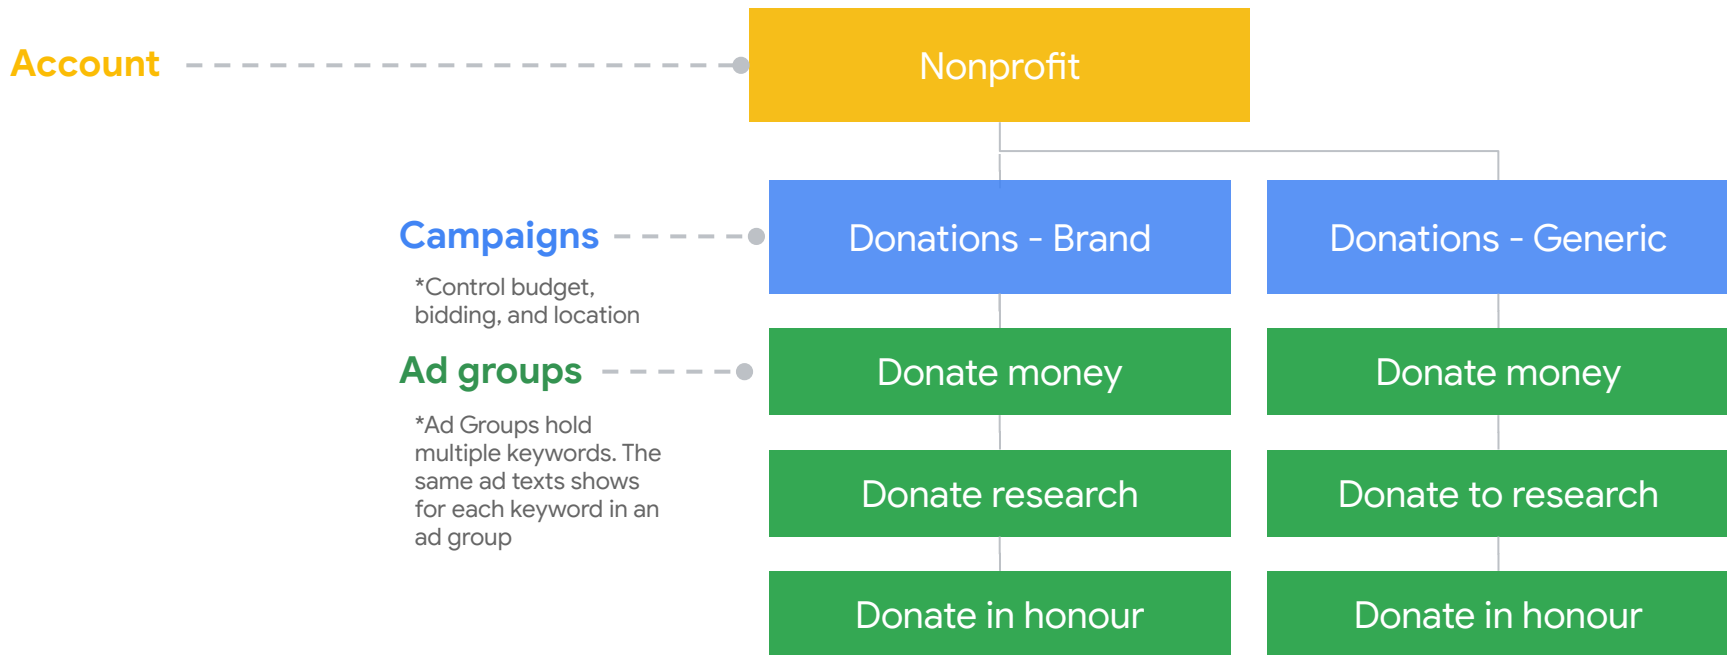 Account
Nonprofit
Campaigns
Donations - Brand
Donations - Generic
*Control budget,
bidding, and location
Ad groups
Donate money
Donate money
*Ad Groups hold
multiple keywords. The
same ad texts shows
for each keyword in an
ad group
Donate research
Donate to research
Donate in honour
Donate in honour